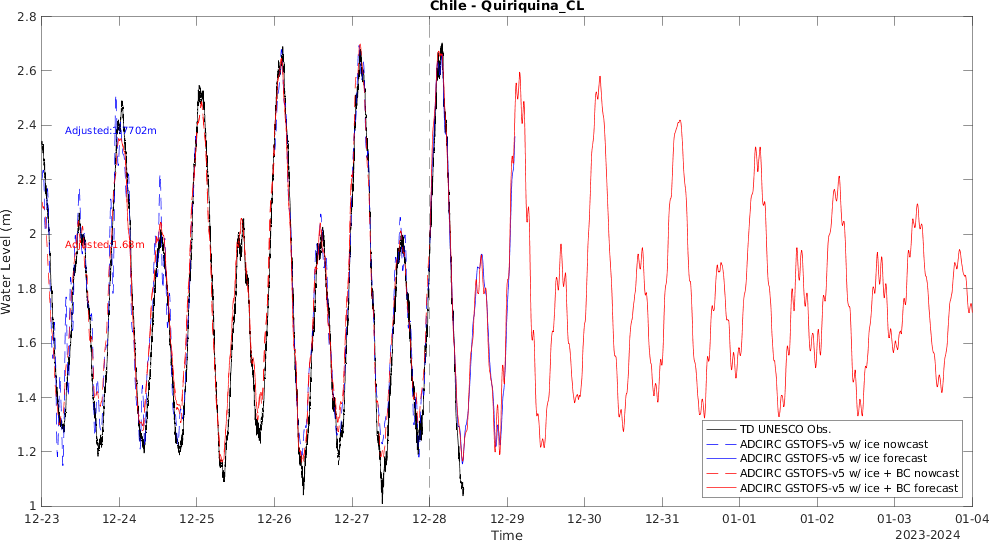 Chile - Quiriquina_CL
2.8
2.6
2.4
2.2
2
1.8
1.6
1.4
1.2
1
Water Level (m)
Adjusted:1.7702m
Adjusted:1.68m
TD UNESCO Obs.
ADCIRC GSTOFS-v5 w/ ice nowcast
ADCIRC GSTOFS-v5 w/ ice forecast
ADCIRC GSTOFS-v5 w/ ice + BC nowcast
ADCIRC GSTOFS-v5 w/ ice + BC forecast
12-23 12-24 12-25 12-26 12-27 12-28 12-29 12-30 12-31 01-01 01-02 01-03 01-04
Time
2023-2024